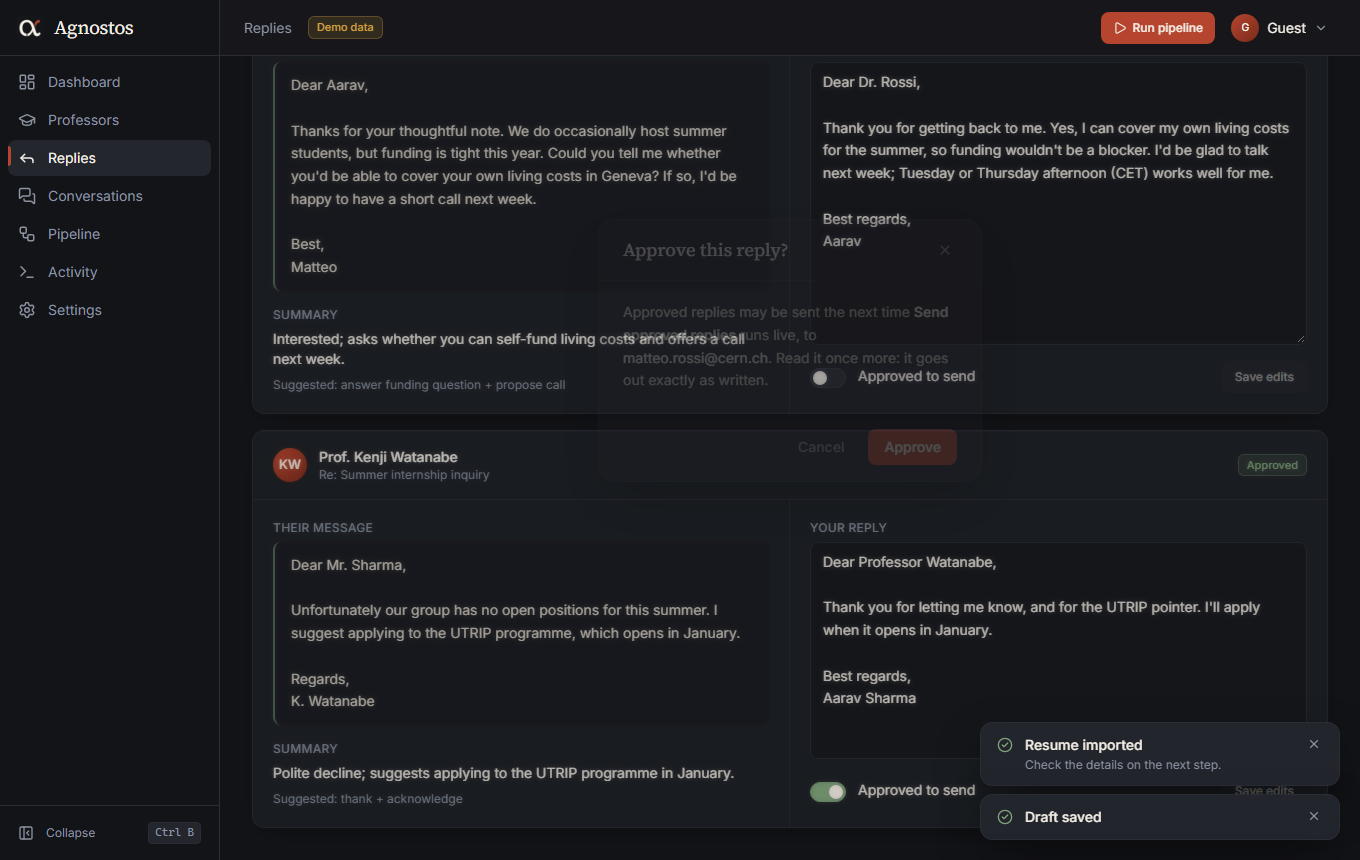 Agnostos
Replies
Demo data
Run pipeline
G
Guest
Dashboard
Professors
Replies
Conversations
Pipeline
Activity
Settings
Collapse
Ctrl B
Dear Aarav,
Thanks for your thoughtful note. We do occasionally host summer
students, but funding is tight this year. Could you tell me whether
you'd be able to cover your own living costs in Geneva? If so, I'd be
happy to have a short call next week.
Best,
Matteo
SUMMARY
Interested; asks whether you can self-fund living costs and offers a call
next week.
Suggested: answer funding question + propose call
Dear Dr. Rossi,
Thank you for getting back to me. Yes, I can cover my own living costs
for the summer, so funding wouldn't be a blocker. I'd be glad to talk
next week; Tuesday or Thursday afternoon (CET) works well for me.
Best regards,
Aarav
Approved to send
Save edits
Approve this reply?
Approved replies may be sent the next time Send
approved replies runs live, to
matteo.rossi@cern.ch. Read it once more: it goes
out exactly as written.
Cancel
Approve
KW
Prof. Kenji Watanabe
Re: Summer internship inquiry
Approved
THEIR MESSAGE
Dear Mr. Sharma,
Unfortunately our group has no open positions for this summer. I
suggest applying to the UTRIP programme, which opens in January.
Regards,
K. Watanabe
SUMMARY
Polite decline; suggests applying to the UTRIP programme in January.
Suggested: thank + acknowledge
YOUR REPLY
Dear Professor Watanabe,
Thank you for letting me know, and for the UTRIP pointer. I'll apply
when it opens in January.
Best regards,
Aarav Sharma
Approved to send
Save edits
Resume imported
Check the details on the next step.
Draft saved